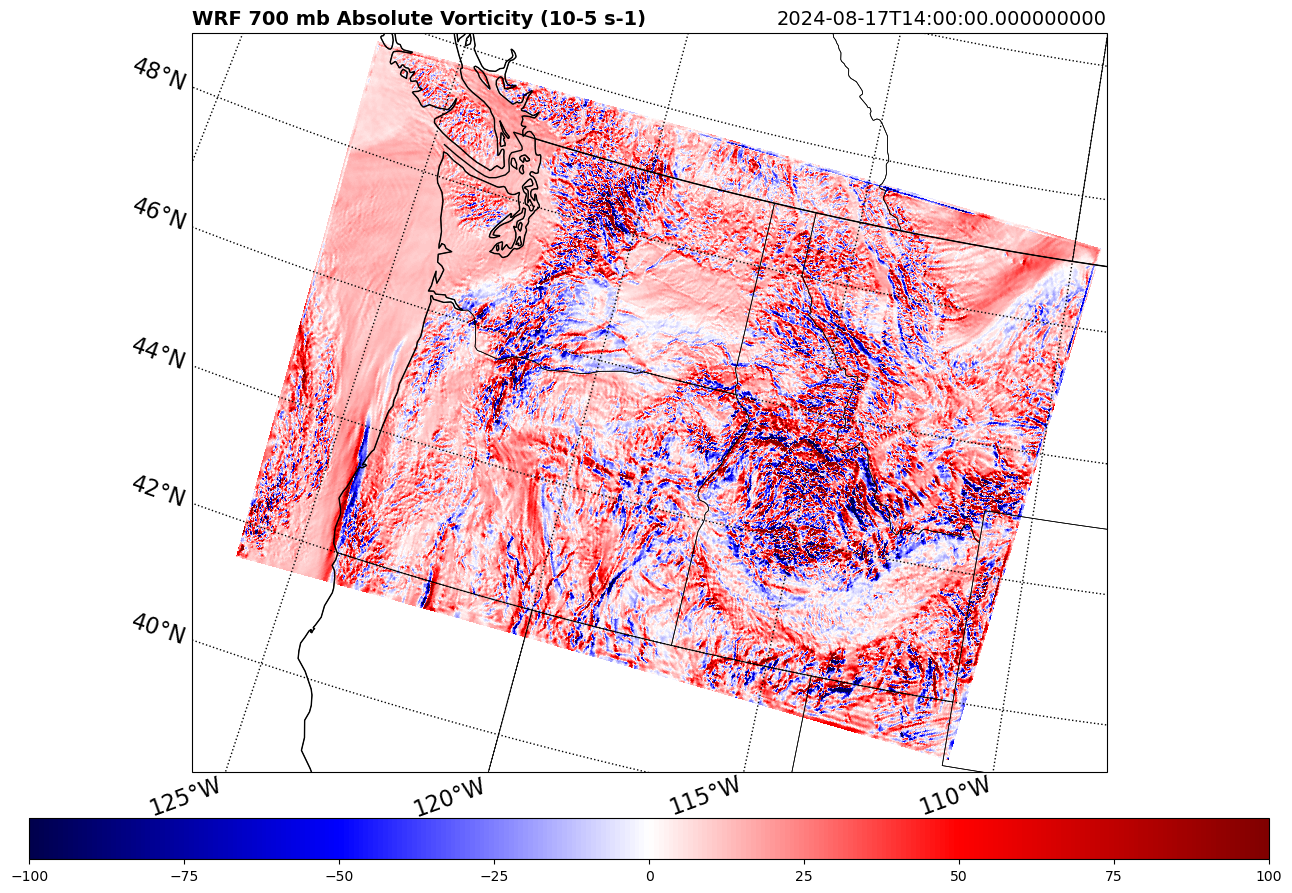 WRF 700 mb Absolute Vorticity (10-5 s-1)
2024-08-17T14:00:00.000000000
48°N
46°N
44°N
42°N
40°N
125°W
120°W
115°W
110°W
−100
−75
−50
−25
0
25
50
75
100